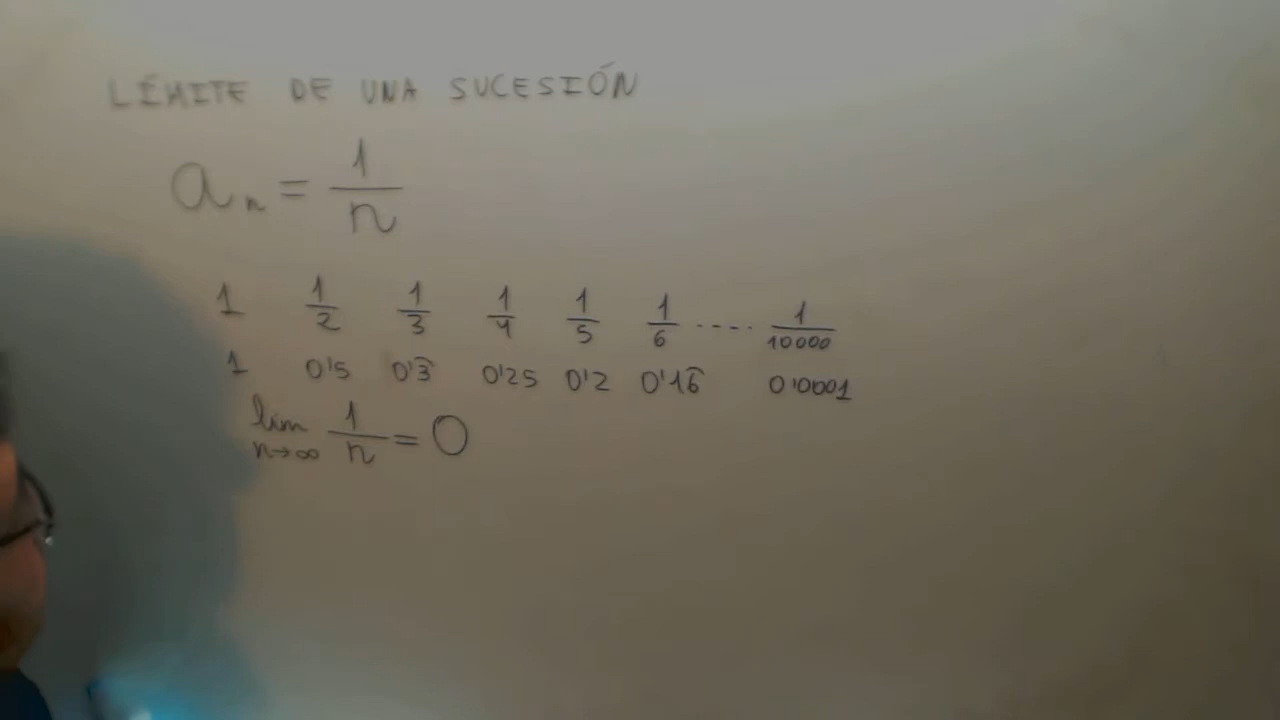 LÍMITE DE UNA SUCESIÓN
aₙ = 1/n
1 1/2 1/3 1/4 1/5 1/6 ..... 1/10000
1 0'5 0'3̂ 0'25 0'2 0'16̂ 0'0001
lim n→∞ 1/n = 0